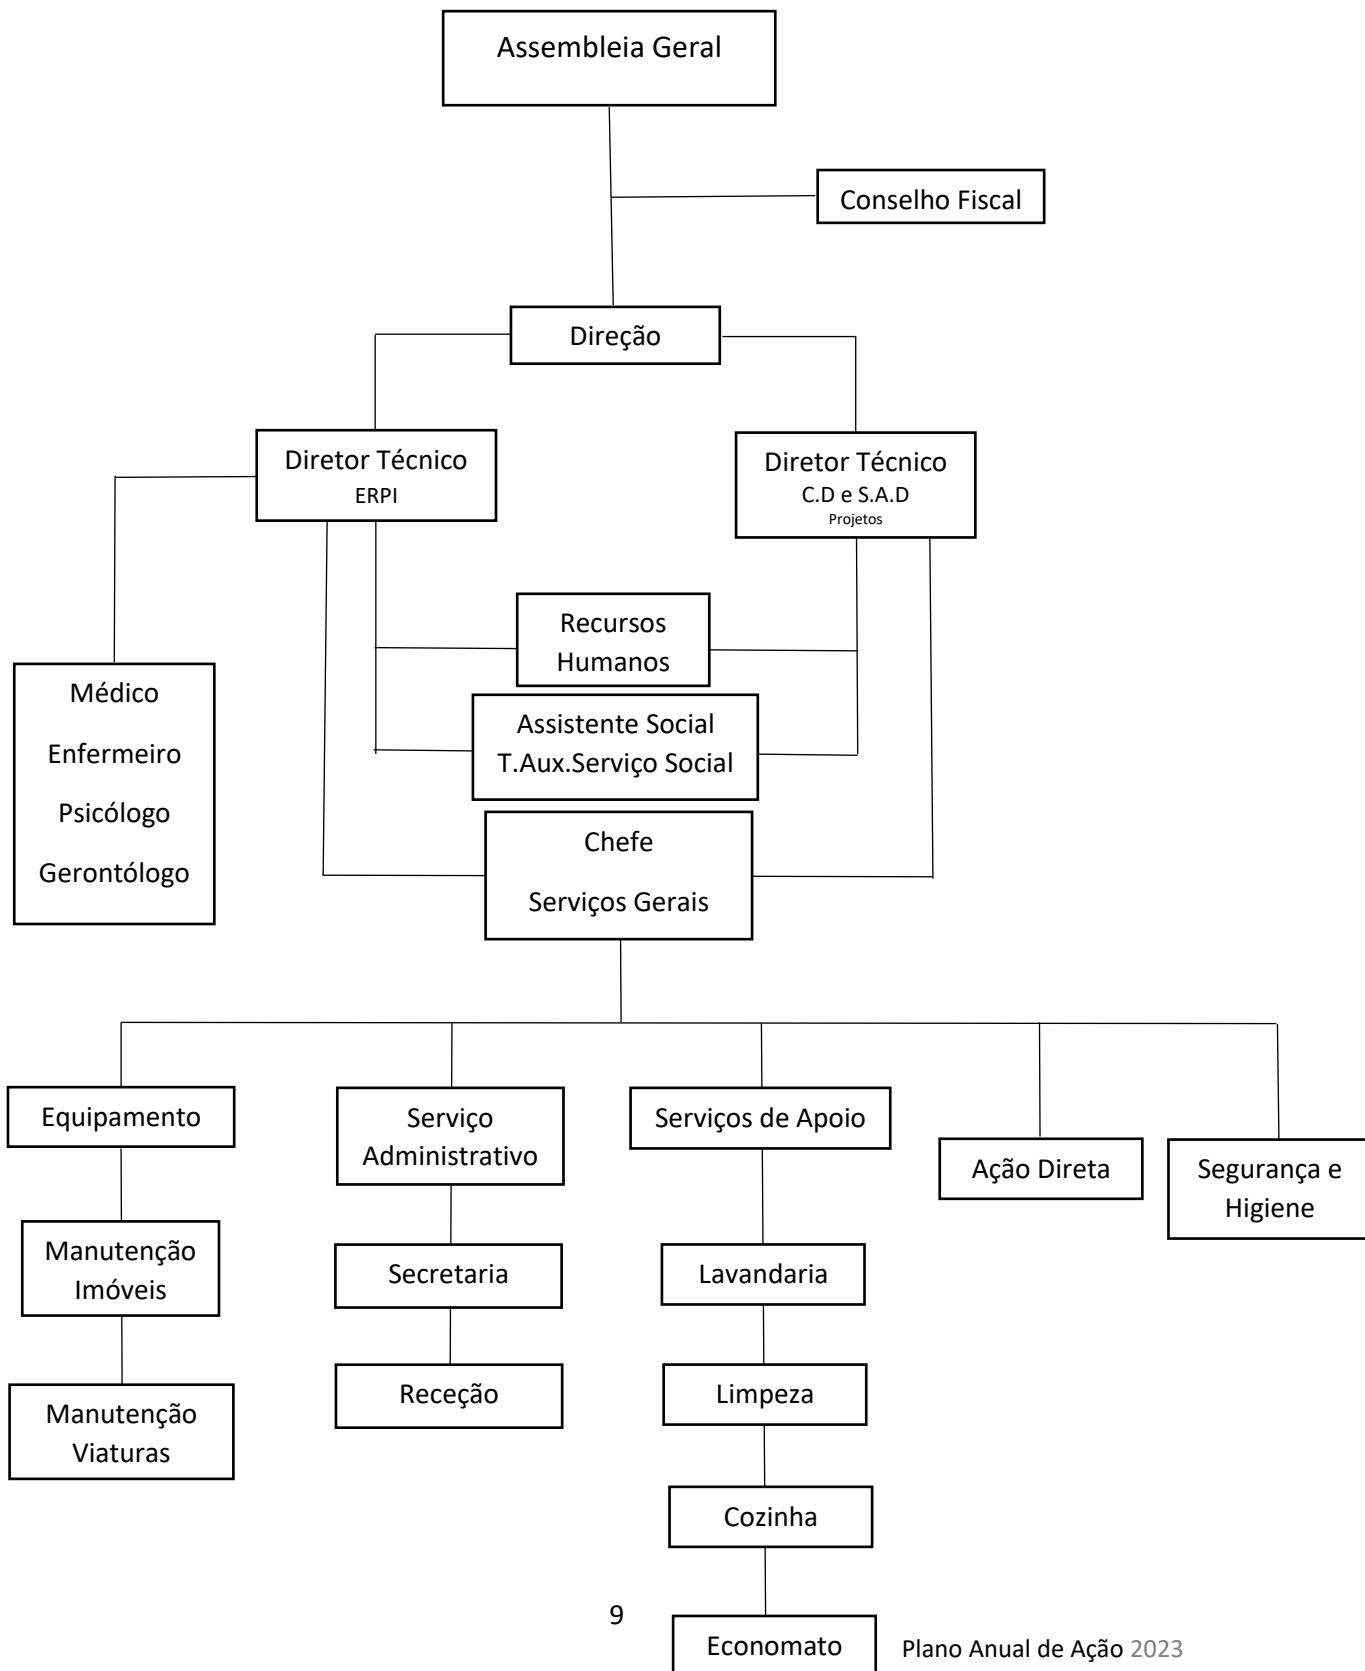 Assembleia Geral
Conselho Fiscal
Direção
Diretor Técnico
ERPI
Diretor Técnico
C.D e S.A.D
Projetos
Recursos
Humanos
Assistente Social
T.Aux.Serviço Social
Médico
Enfermeiro
Psicólogo
Gerontólogo
Chefe
Serviços Gerais
Equipamento
Manutenção
Imóveis
Manutenção
Viaturas
Serviço
Administrativo
Secretaria
Receção
Serviços de Apoio
Lavandaria
Limpeza
Cozinha
Economato
Ação Direta
Segurança e
Higiene
9
Plano Anual de Ação 2023